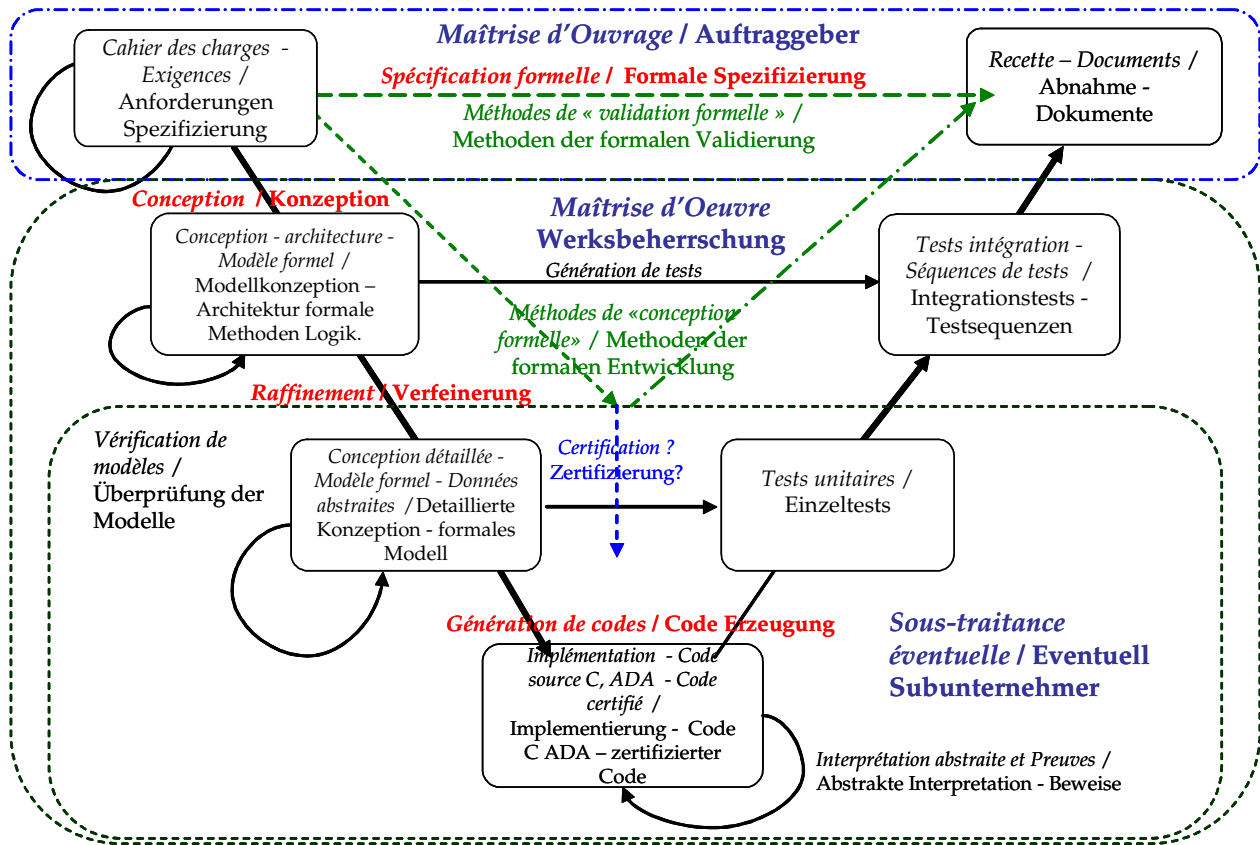 Maîtrise d'Ouvrage / Auftraggeber
Cahier des charges -
Exigences /
Anforderungen
Spezifizierung
Spécification formelle / Formale Spezifizierung
Méthodes de « validation formelle » /
Methoden der formalen Validierung
Recette – Documents /
Abnahme -
Dokumente
Conception / Konzeption
Maîtrise d'Oeuvre
Werksbeherrschung
Conception - architecture -
Modèle formel /
Modellkonzeption –
Architektur formale
Methoden Logik.
Génération de tests
Tests intégration -
Séquences de tests /
Integrationstests -
Testsequenzen
Méthodes de «conception
formelle» / Methoden der
formalen Entwicklung
Raffinement / Verfeinerung
Vérification de
modèles /
Überprüfung der
Modelle
Conception détaillée -
Modèle formel - Données
abstraites / Detaillierte
Konzeption - formales
Modell
Certification ?
Zertifizierung?
Tests unitaires /
Einzeltests
Génération de codes / Code Erzeugung
Sous-traitance
éventuelle / Eventuell
Subunternehmer
Implémentation - Code
source C, ADA - Code
certifié /
Implementierung - Code
C ADA – zertifizierter
Code
Interprétation abstraite et Preuves /
Abstrakte Interpretation - Beweise